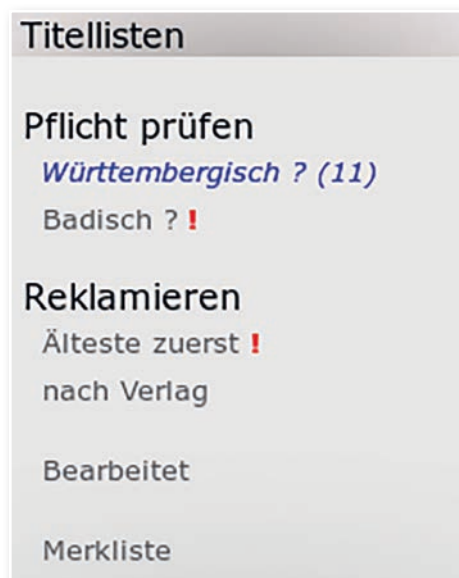 Titellisten
Pflicht prüfen
Württembergisch ? (11)
Badisch ? !
Reklamieren
Älteste zuerst !
nach Verlag
Bearbeitet
Merkliste